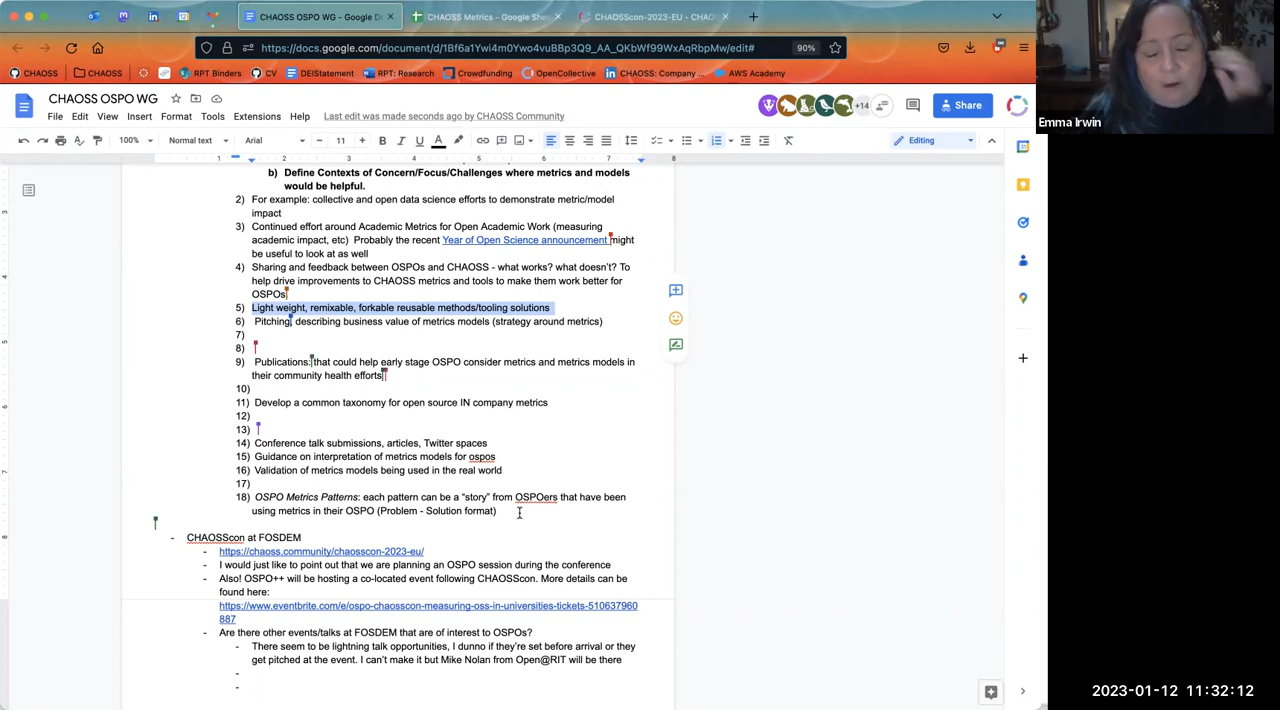 CHAOSS OSPO WG - Google D
CHAOSS Metrics - Google She
CHAOSScon-2023-EU - CHAO
https://docs.google.com/document/d/1Bf6a1Ywi4m0Ywo4vuBBp3Q9_AA_QKbWf99WxAqRbpMw/edit#
90%
CHAOSS
CHAOSS
RPT Binders
CV
DEIStatement
RPT: Research
Crowdfunding
OpenCollective
CHAOSS: Company ...
AWS Academy
Emma Irwin
CHAOSS OSPO WG
+14
Share
File Edit View Insert Format Tools Extensions Help
Last edit was made seconds ago by CHAOSS Community
100%
Normal text
Arial
11
Editing
1 2 3 4 5 6 7 8
b) Define Contexts of Concern/Focus/Challenges where metrics and models
would be helpful.
2) For example: collective and open data science efforts to demonstrate metric/model
impact
3) Continued effort around Academic Metrics for Open Academic Work (measuring
academic impact, etc) Probably the recent Year of Open Science announcement might
be useful to look at as well
4) Sharing and feedback between OSPOs and CHAOSS - what works? what doesn't? To
help drive improvements to CHAOSS metrics and tools to make them work better for
OSPOs
5) Light weight, remixable, forkable reusable methods/tooling solutions
6) Pitching, describing business value of metrics models (strategy around metrics)
7)
8)
9) Publications: that could help early stage OSPO consider metrics and metrics models in
their community health efforts
10)
11) Develop a common taxonomy for open source IN company metrics
12)
13)
14) Conference talk submissions, articles, Twitter spaces
15) Guidance on interpretation of metrics models for ospos
16) Validation of metrics models being used in the real world
17)
18) OSPO Metrics Patterns: each pattern can be a "story" from OSPOers that have been
using metrics in their OSPO (Problem - Solution format)
- CHAOSScon at FOSDEM
- https://chaoss.community/chaosscon-2023-eu/
- I would just like to point out that we are planning an OSPO session during the conference
- Also! OSPO++ will be hosting a co-located event following CHAOSScon. More details can be
found here:
https://www.eventbrite.com/e/ospo-chaosscon-measuring-oss-in-universities-tickets-510637960
887
- Are there other events/talks at FOSDEM that are of interest to OSPOs?
- There seem to be lightning talk opportunities, I dunno if they're set before arrival or they
get pitched at the event. I can't make it but Mike Nolan from Open@RIT will be there
-
-
2023-01-12 11:32:12